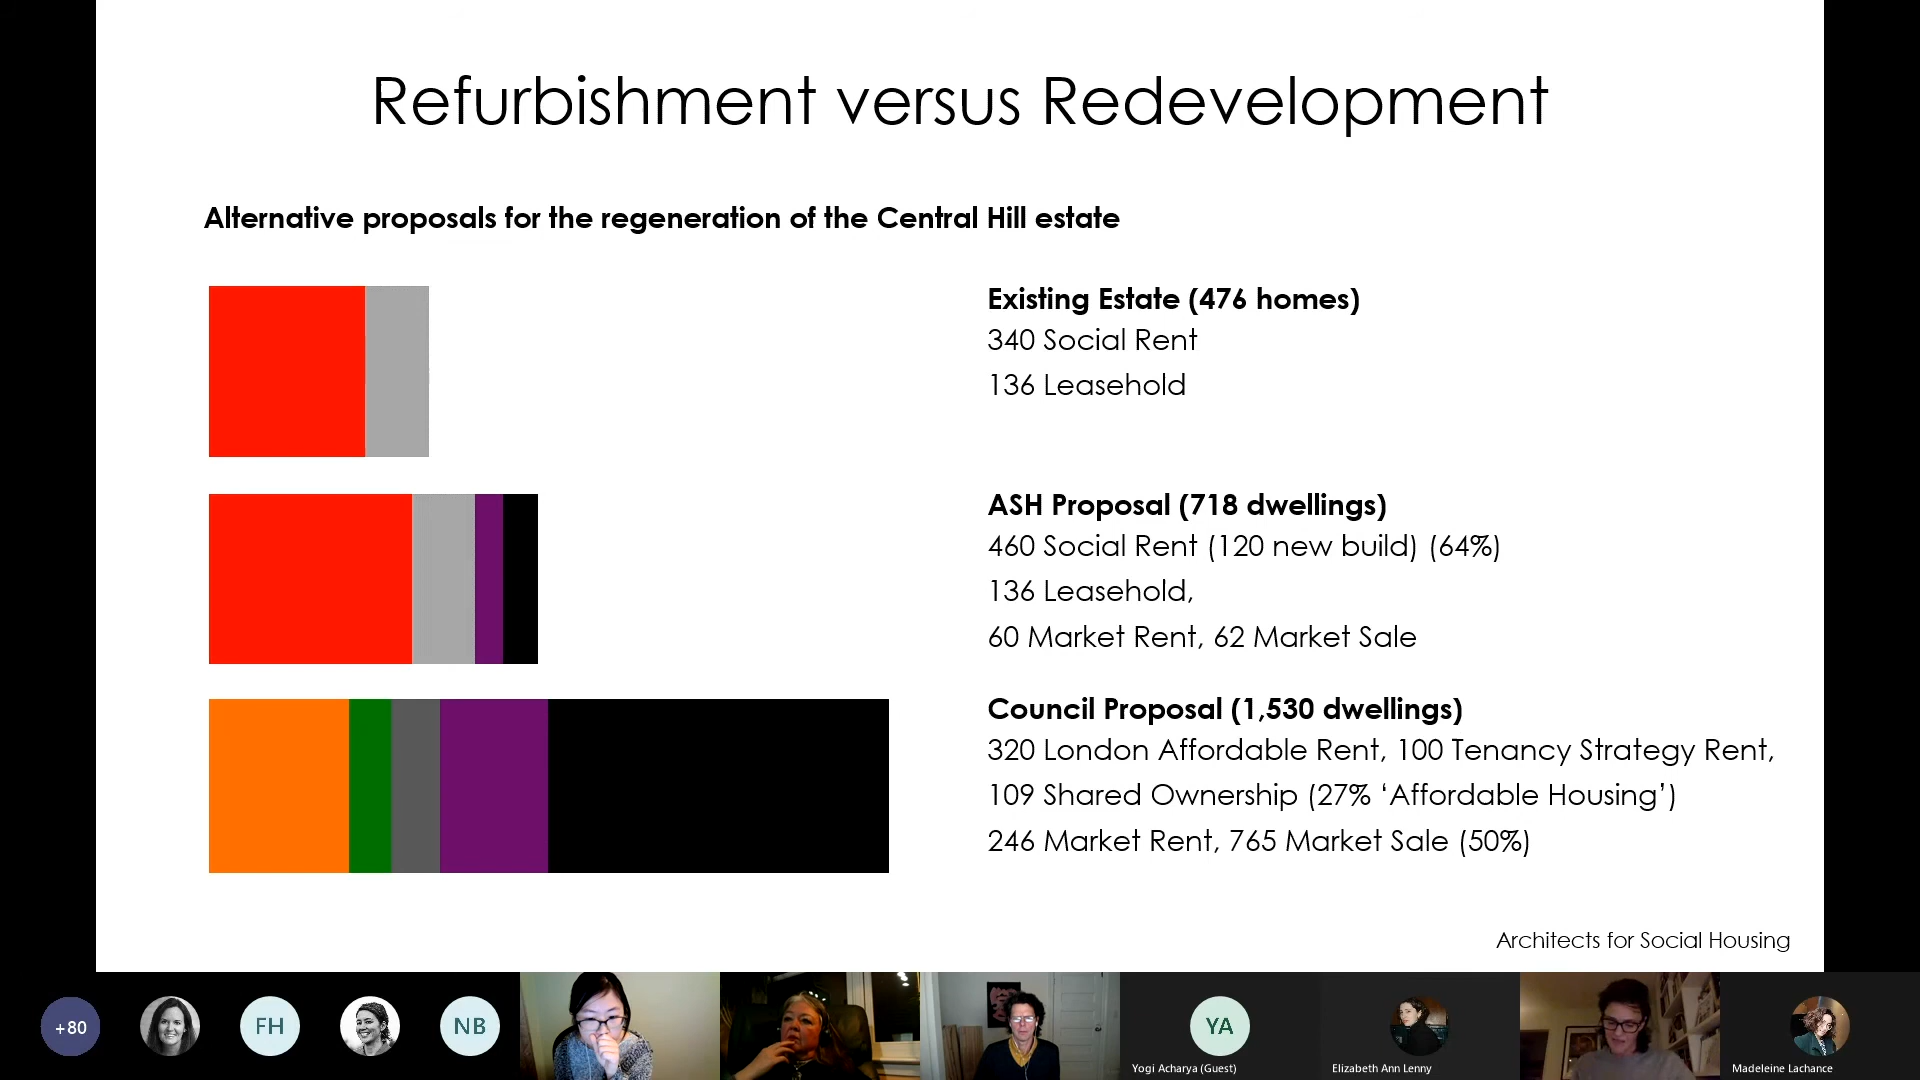 Refurbishment versus Redevelopment
Alternative proposals for the regeneration of the Central Hill estate
Existing Estate (476 homes)
340 Social Rent
136 Leasehold
ASH Proposal (718 dwellings)
460 Social Rent (120 new build) (64%)
136 Leasehold,
60 Market Rent, 62 Market Sale
Council Proposal (1,530 dwellings)
320 London Affordable Rent, 100 Tenancy Strategy Rent,
109 Shared Ownership (27% ‘Affordable Housing’)
246 Market Rent, 765 Market Sale (50%)
Architects for Social Housing
+80
FH
NB
YA
Yogi Acharya (Guest)
Elizabeth Ann Lenny
Madeleine Lachance